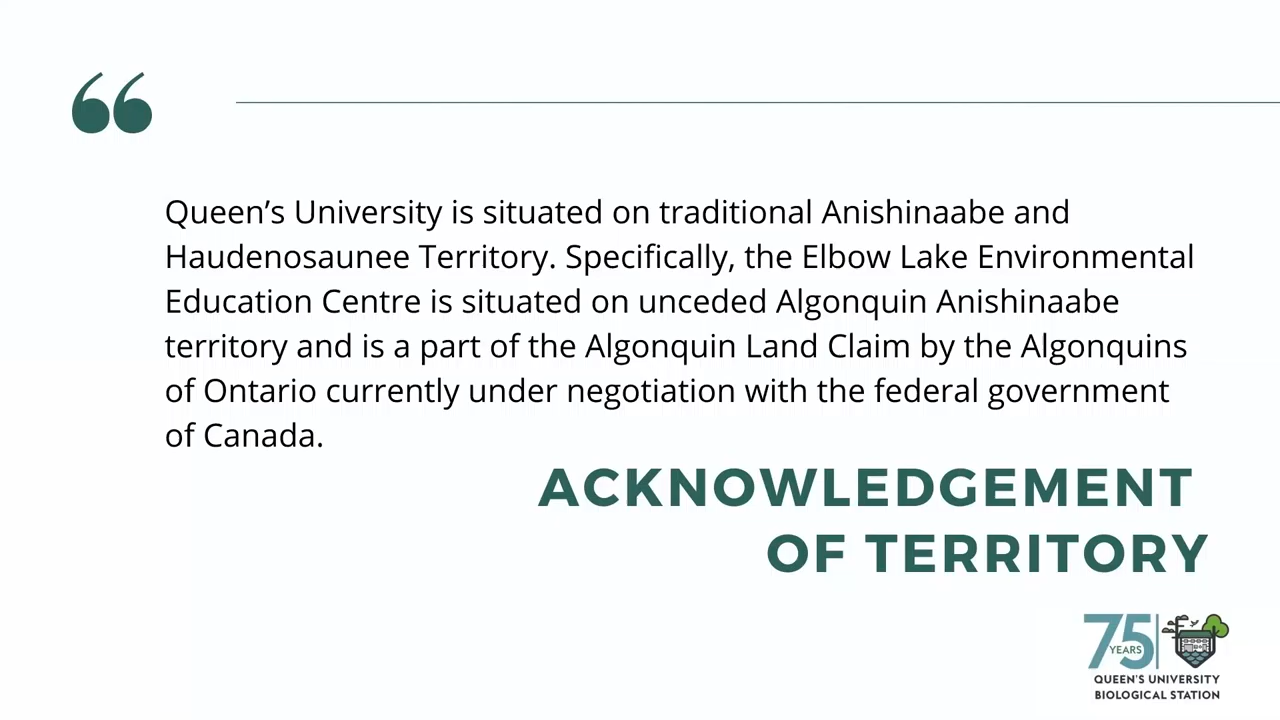 “
Queen’s University is situated on traditional Anishinaabe and
Haudenosaunee Territory. Specifically, the Elbow Lake Environmental
Education Centre is situated on unceded Algonquin Anishinaabe
territory and is a part of the Algonquin Land Claim by the Algonquins
of Ontario currently under negotiation with the federal government
of Canada.
ACKNOWLEDGEMENT
OF TERRITORY
75
YEARS
QUEEN'S UNIVERSITY
BIOLOGICAL STATION